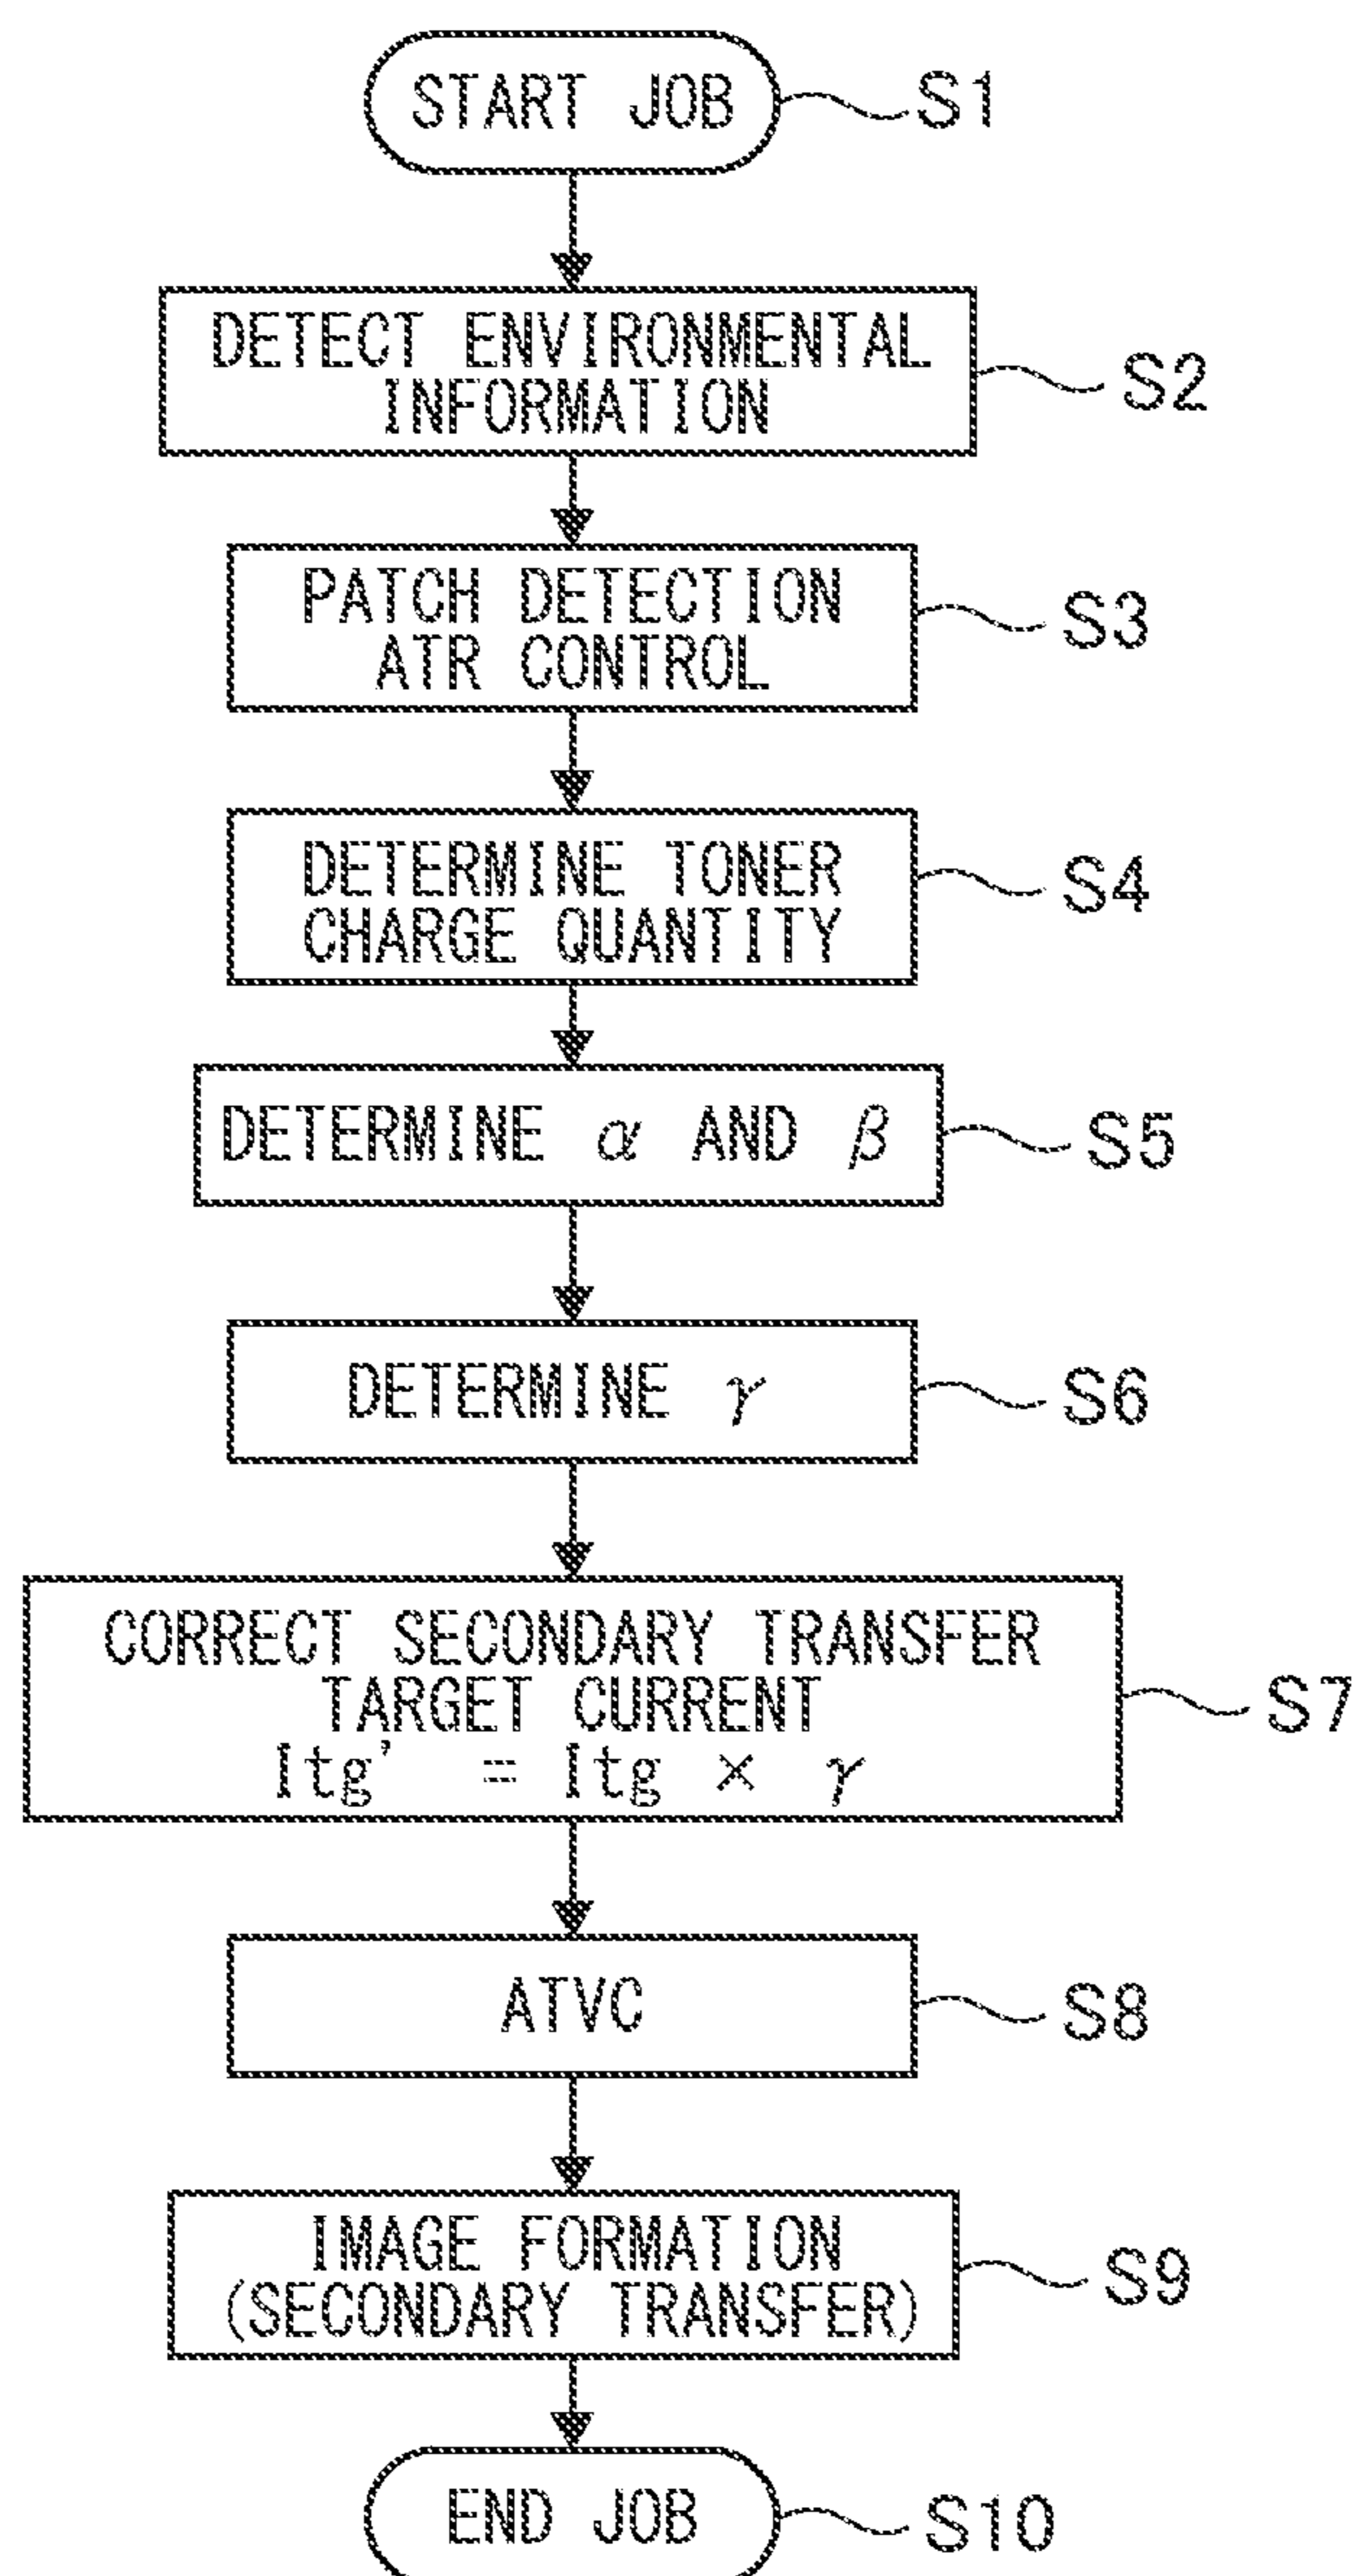 START JOB
S1
DETECT ENVIRONMENTAL
INFORMATION
S2
PATCH DETECTION
ATR CONTROL
S3
DETERMINE TONER
CHARGE QUANTITY
S4
DETERMINE α AND β
S5
DETERMINE γ
S6
CORRECT SECONDARY TRANSFER
TARGET CURRENT
Itg' = Itg × γ
S7
ATVC
S8
IMAGE FORMATION
(SECONDARY TRANSFER)
S9
END JOB
S10